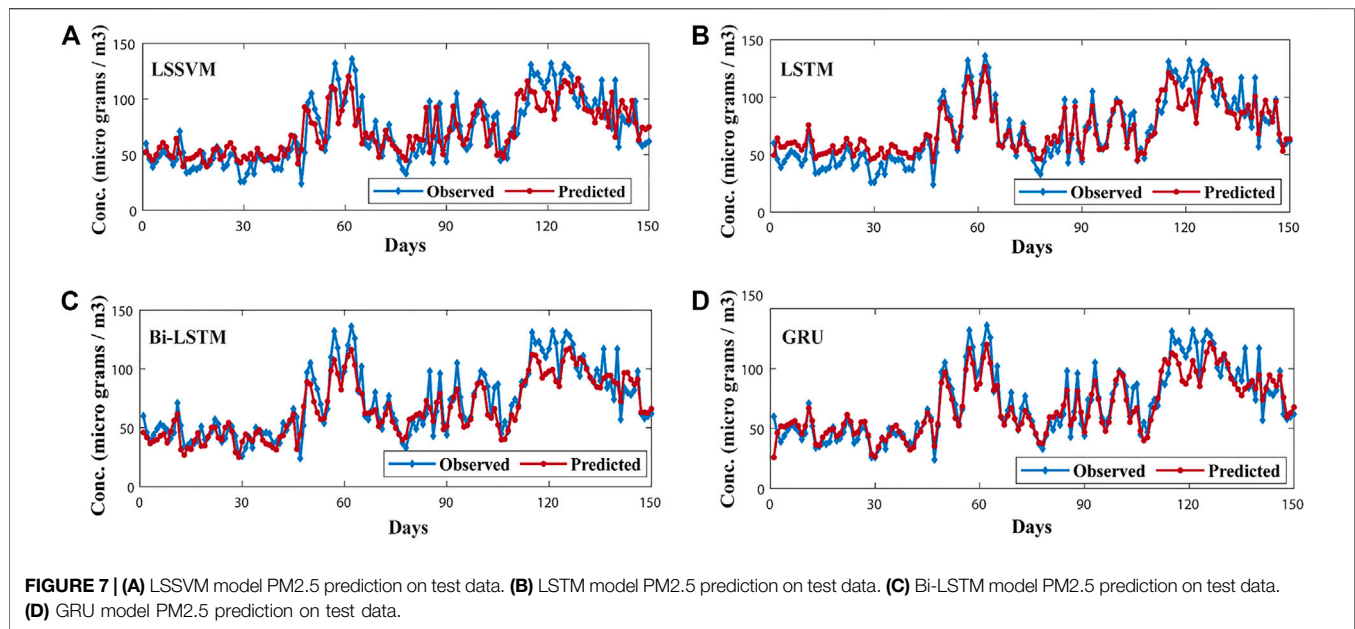 A
LSSVM
Conc. (micro grams / m3)
150
100
50
0
Observed
Predicted
0
30
60
90
120
150
Days
B
LSTM
Conc. (micro grams / m3)
150
100
50
0
Observed
Predicted
0
30
60
90
120
150
Days
C
Bi-LSTM
Conc. (micro grams / m3)
150
100
50
0
Observed
Predicted
0
30
60
90
120
150
Days
D
GRU
Conc. (micro grams / m3)
150
100
50
0
Observed
Predicted
0
30
60
90
120
150
Days
FIGURE 7 | (A) LSSVM model PM2.5 prediction on test data. (B) LSTM model PM2.5 prediction on test data. (C) Bi-LSTM model PM2.5 prediction on test data.
(D) GRU model PM2.5 prediction on test data.